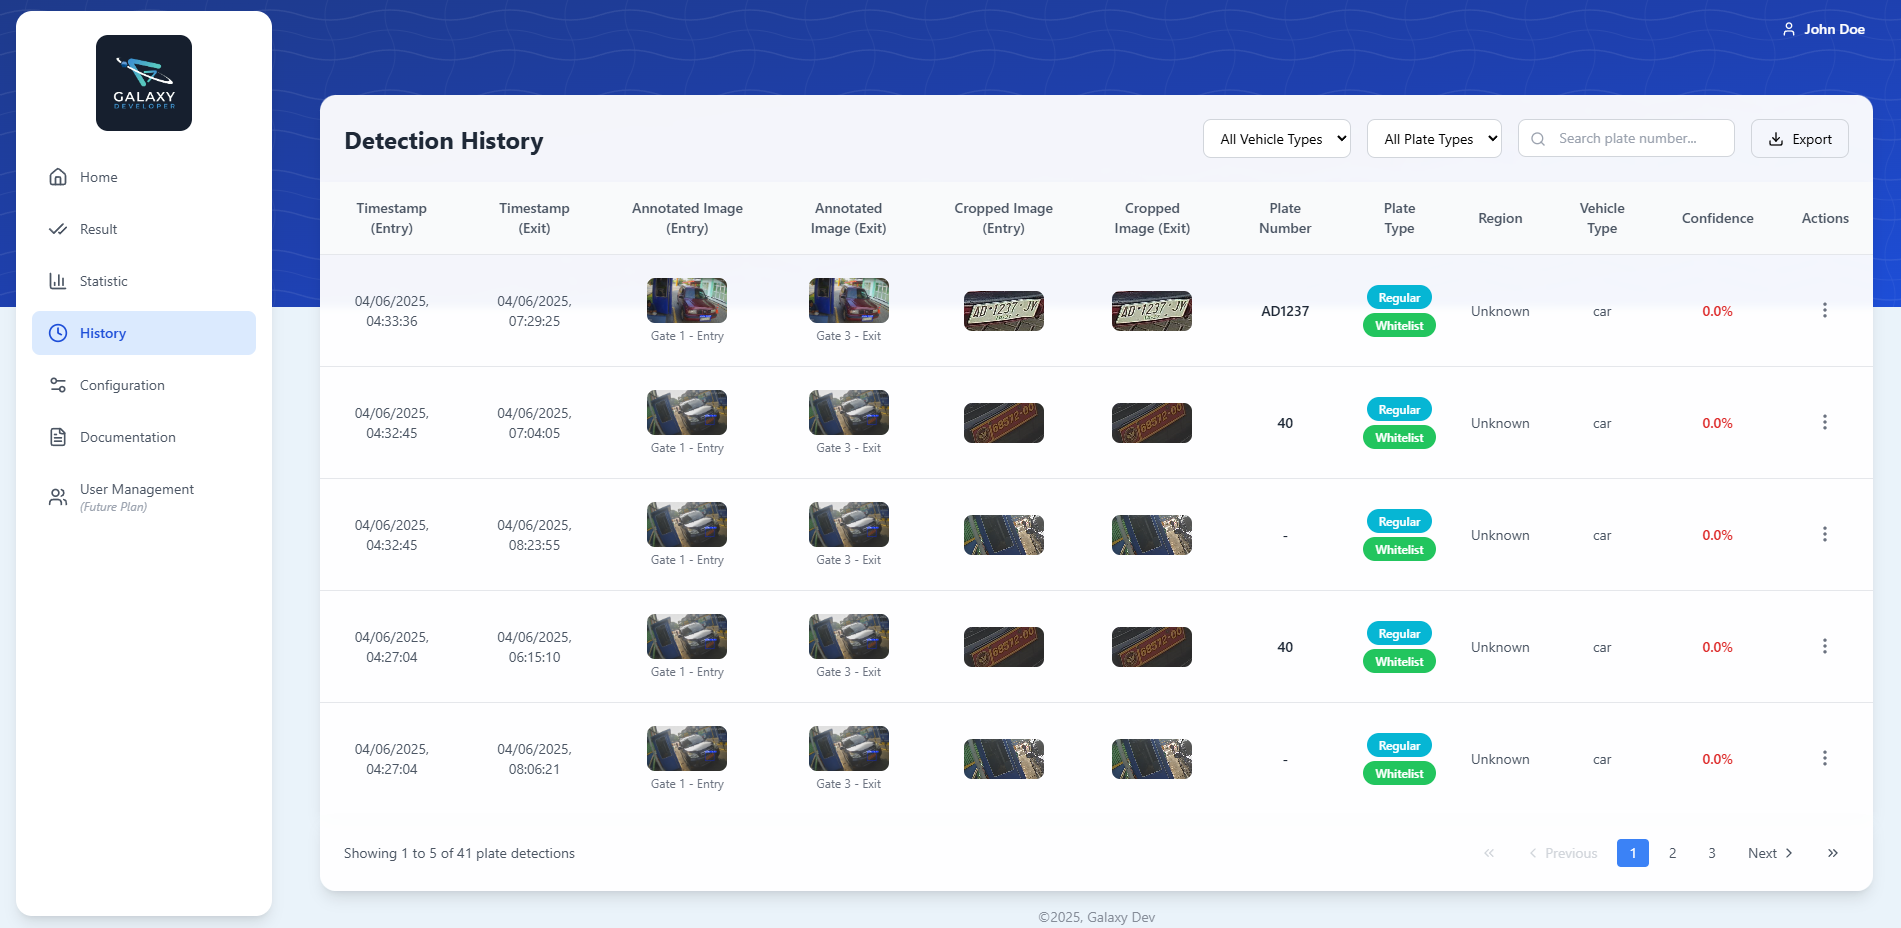 GALAXY
DEVELOPER
Home
Result
Statistic
History
Configuration
Documentation
User Management
(Future Plan)
John Doe
Detection History
All Vehicle Types
All Plate Types
Search plate number...
Export
Timestamp (Entry)
Timestamp (Exit)
Annotated Image (Entry)
Annotated Image (Exit)
Cropped Image (Entry)
Cropped Image (Exit)
Plate Number
Plate Type
Region
Vehicle Type
Confidence
Actions
04/06/2025, 04:33:36
04/06/2025, 07:29:25
Gate 1 - Entry
Gate 3 - Exit
AD 1237 JY
AD 1237 JY
AD1237
Regular
Whitelist
Unknown
car
0.0%
04/06/2025, 04:32:45
04/06/2025, 07:04:05
Gate 1 - Entry
Gate 3 - Exit
68572-00
68572-00
40
Regular
Whitelist
Unknown
car
0.0%
04/06/2025, 04:32:45
04/06/2025, 08:23:55
Gate 1 - Entry
Gate 3 - Exit
-
Regular
Whitelist
Unknown
car
0.0%
04/06/2025, 04:27:04
04/06/2025, 06:15:10
Gate 1 - Entry
Gate 3 - Exit
68572-00
68572-00
40
Regular
Whitelist
Unknown
car
0.0%
04/06/2025, 04:27:04
04/06/2025, 08:06:21
Gate 1 - Entry
Gate 3 - Exit
-
Regular
Whitelist
Unknown
car
0.0%
Showing 1 to 5 of 41 plate detections
« ‹ Previous 1 2 3 Next › »
©2025, Galaxy Dev